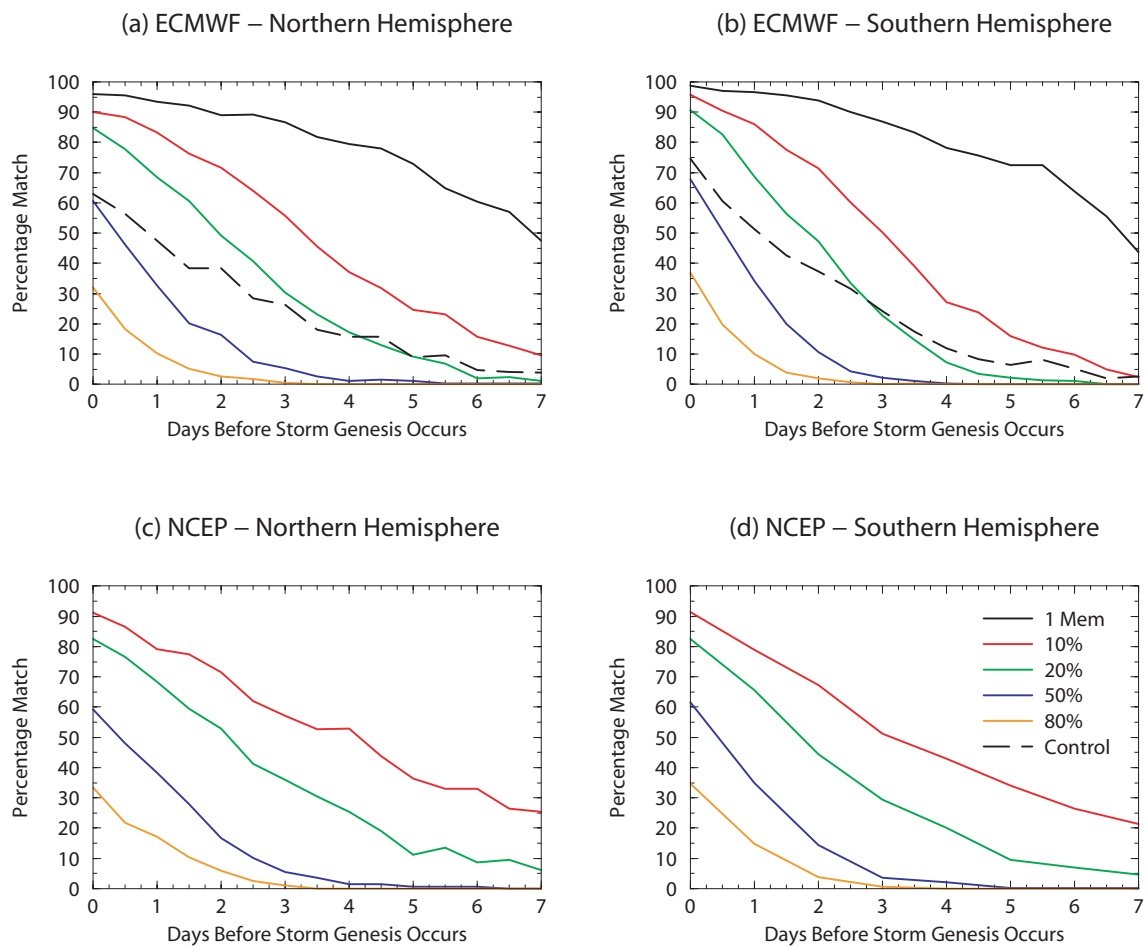 (a) ECMWF – Northern Hemisphere
100
90
80
70
60
50
40
30
20
10
0
Percentage Match
0 1 2 3 4 5 6 7
Days Before Storm Genesis Occurs
(b) ECMWF – Southern Hemisphere
100
90
80
70
60
50
40
30
20
10
0
Percentage Match
0 1 2 3 4 5 6 7
Days Before Storm Genesis Occurs
(c) NCEP – Northern Hemisphere
100
90
80
70
60
50
40
30
20
10
0
Percentage Match
0 1 2 3 4 5 6 7
Days Before Storm Genesis Occurs
(d) NCEP – Southern Hemisphere
100
90
80
70
60
50
40
30
20
10
0
Percentage Match
1 Mem
10%
20%
50%
80%
Control
0 1 2 3 4 5 6 7
Days Before Storm Genesis Occurs